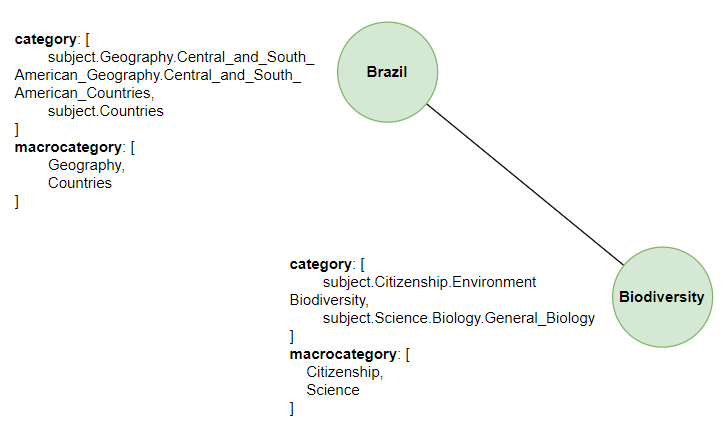 category: [
subject.Geography.Central_and_South_
American_Geography.Central_and_South_
American_Countries,
subject.Countries
]
macrocategory: [
Geography,
Countries
]
Brazil
category: [
subject.Citizenship.Environment
Biodiversity,
subject.Science.Biology.General_Biology
]
macrocategory: [
Citizenship,
Science
]
Biodiversity